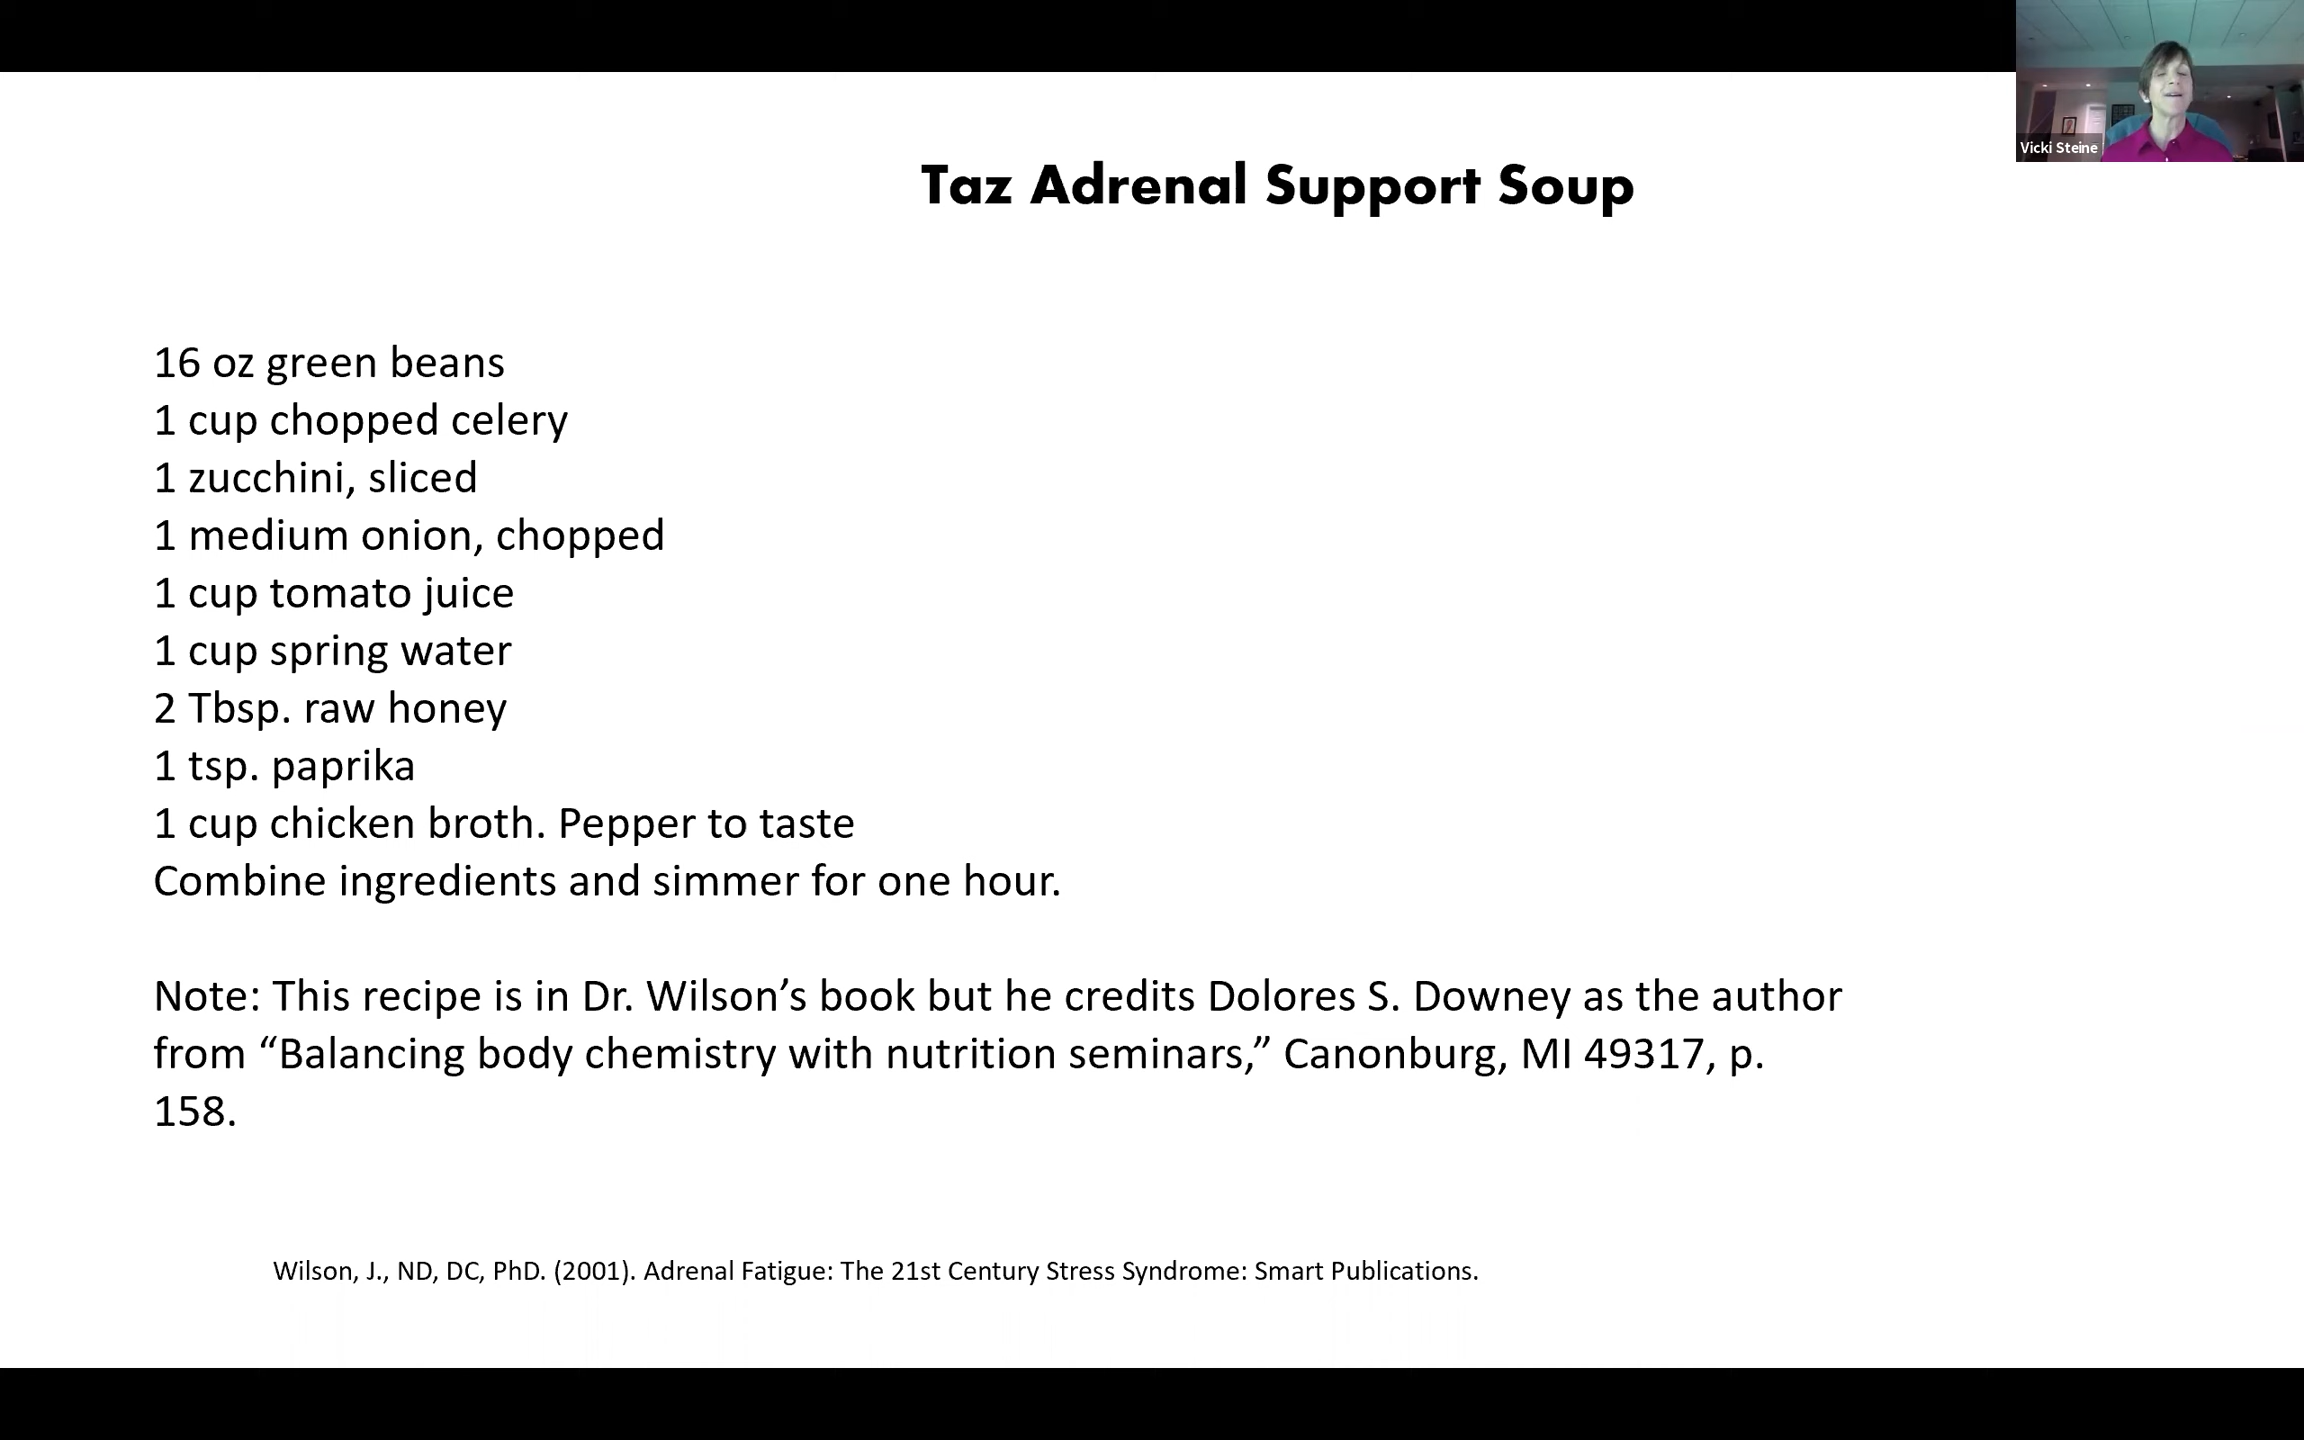 Vicki Steine
Taz Adrenal Support Soup
16 oz green beans
1 cup chopped celery
1 zucchini, sliced
1 medium onion, chopped
1 cup tomato juice
1 cup spring water
2 Tbsp. raw honey
1 tsp. paprika
1 cup chicken broth. Pepper to taste
Combine ingredients and simmer for one hour.
Note: This recipe is in Dr. Wilson’s book but he credits Dolores S. Downey as the author
from “Balancing body chemistry with nutrition seminars,” Canonburg, MI 49317, p.
158.
Wilson, J., ND, DC, PhD. (2001). Adrenal Fatigue: The 21st Century Stress Syndrome: Smart Publications.